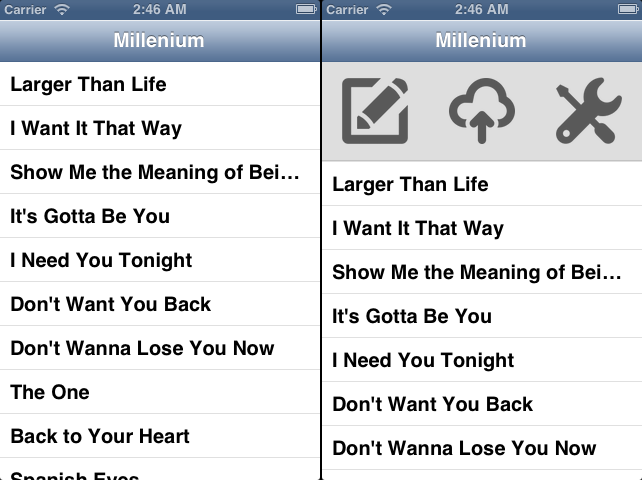 Carrier 2:46 AM
Millenium
Larger Than Life
I Want It That Way
Show Me the Meaning of Bei...
It's Gotta Be You
I Need You Tonight
Don't Want You Back
Don't Wanna Lose You Now
The One
Back to Your Heart
Spanish Eyes
Carrier 2:46 AM
Millenium
Larger Than Life
I Want It That Way
Show Me the Meaning of Bei...
It's Gotta Be You
I Need You Tonight
Don't Want You Back
Don't Wanna Lose You Now